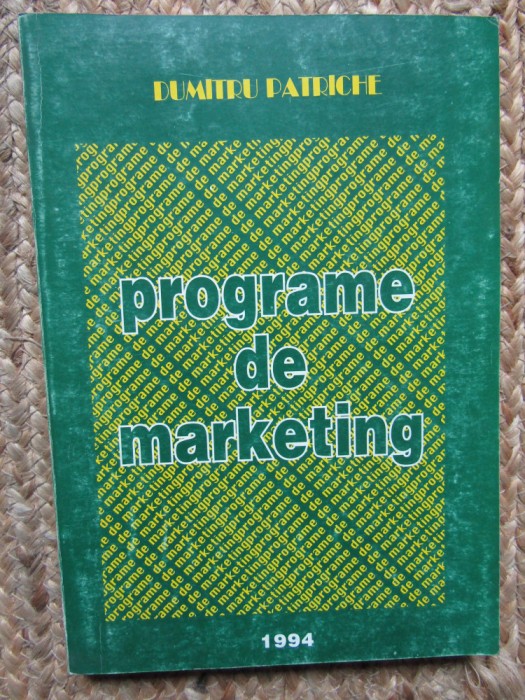 DUMITRU PATRICHE
programe
de
marketing
1994